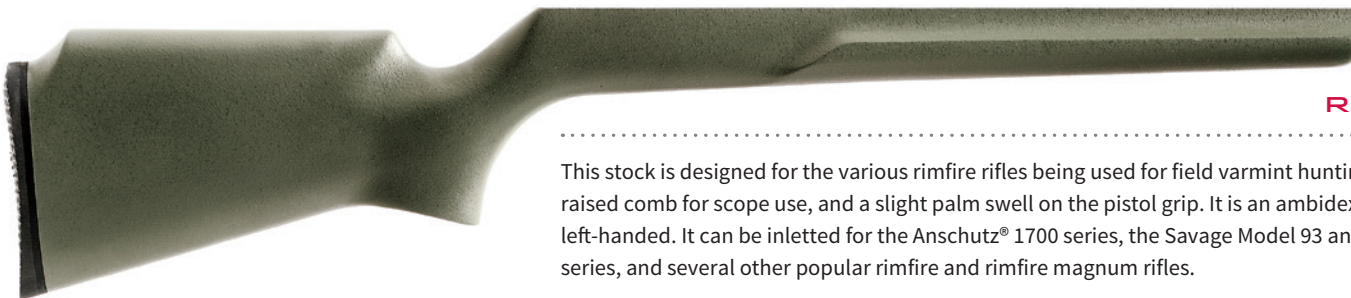 R
This stock is designed for the various rimfire rifles being used for field varmint
raised comb for scope use, and a slight palm swell on the pistol grip. It is an
left-handed. It can be inletted for the Anschutz® 1700 series, the Savage Model 93
series, and several other popular rimfire and rimfire magnum rifles.